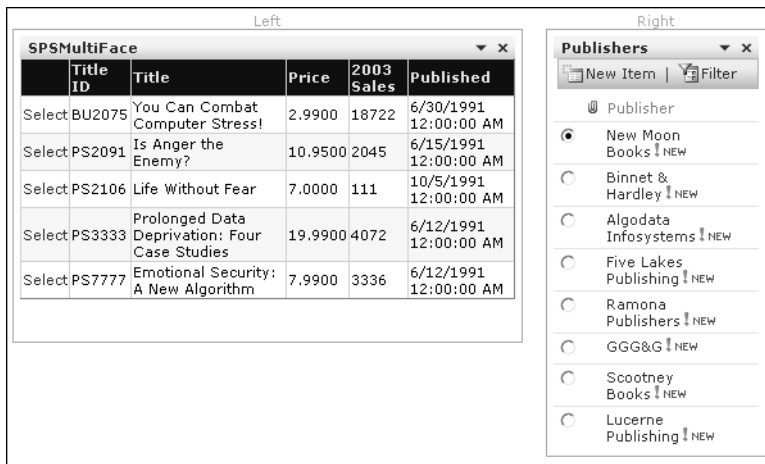 Left
Right
SPSMultiFace
Title ID Title Price 2003 Sales Published
Select BU2075 You Can Combat Computer Stress! 2.9900 18722 6/30/1991 12:00:00 AM
Select PS2091 Is Anger the Enemy? 10.9500 2045 6/15/1991 12:00:00 AM
Select PS2106 Life Without Fear 7.0000 111 10/5/1991 12:00:00 AM
Select PS3333 Prolonged Data Deprivation: Four Case Studies 19.9900 4072 6/12/1991 12:00:00 AM
Select PS7777 Emotional Security: A New Algorithm 7.9900 3336 6/12/1991 12:00:00 AM
Publishers
New Item | Filter
Publisher
New Moon
Books ! NEW
Binnet &
Hardley ! NEW
Algodata
Infosystems ! NEW
Five Lakes
Publishing ! NEW
Ramona
Publishers ! NEW
GGG&G ! NEW
Scootney
Books ! NEW
Lucerne
Publishing ! NEW